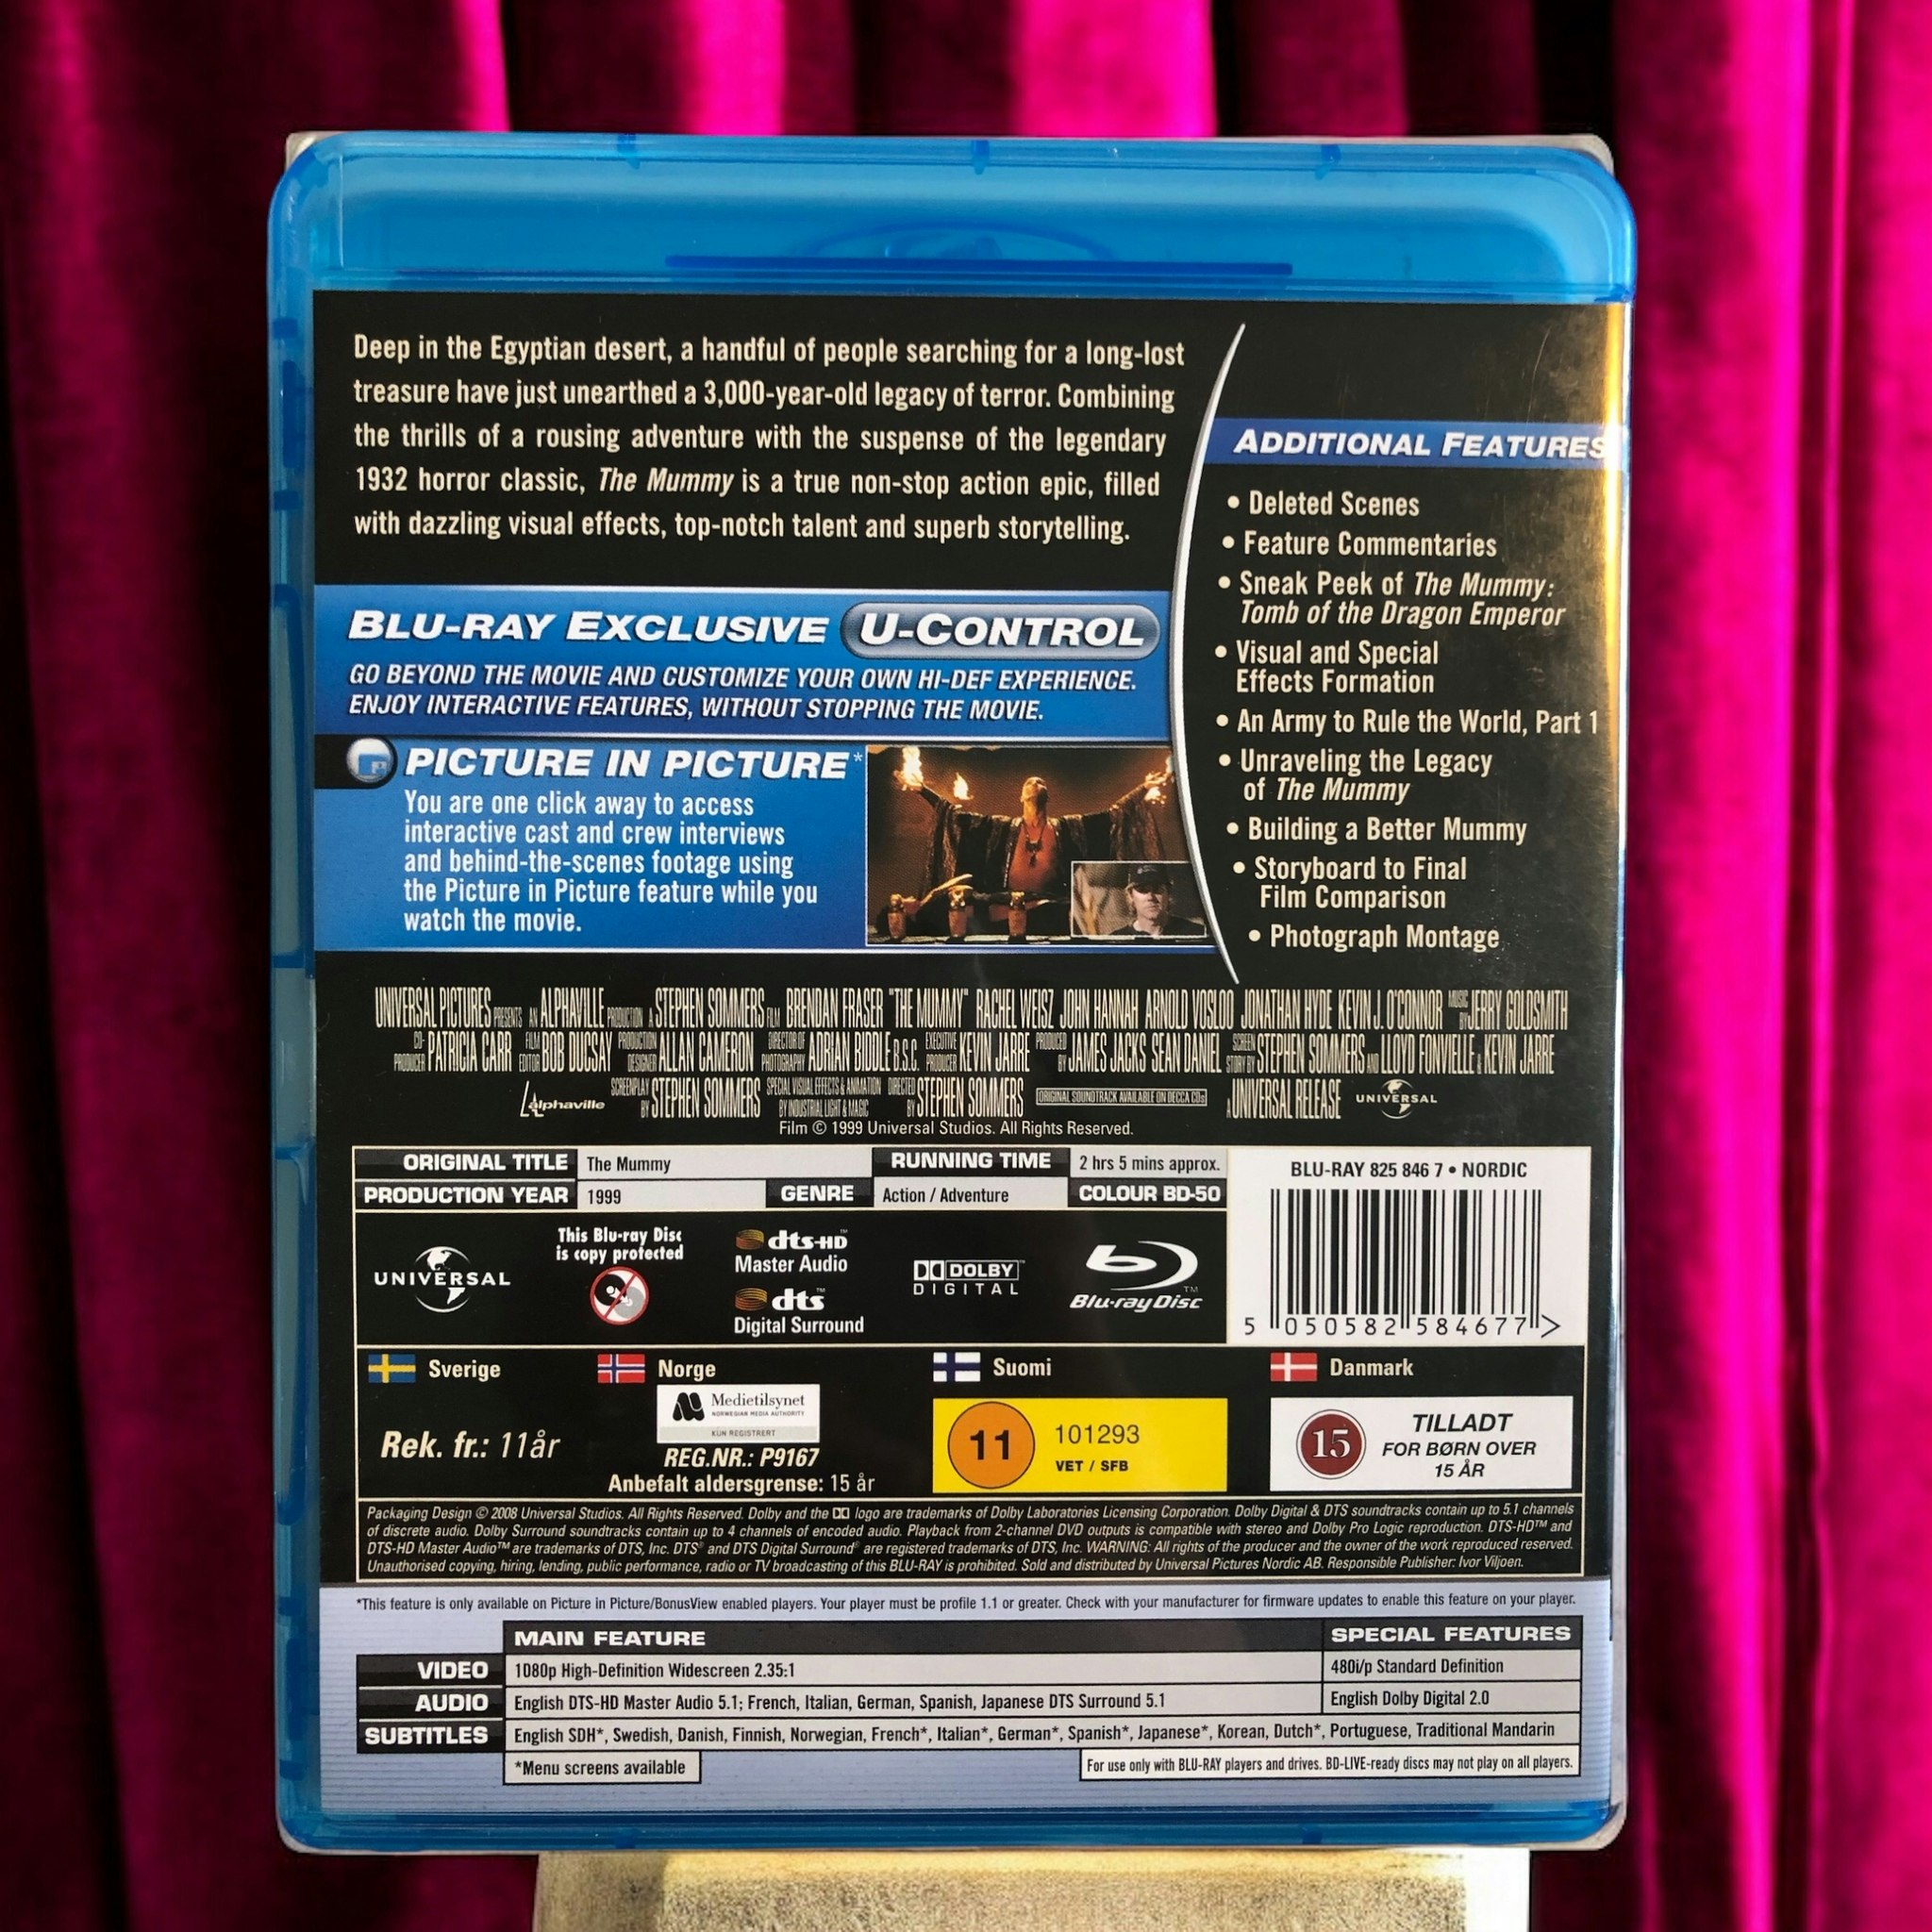 Deep in the Egyptian desert, a handful of people searching for a long-lost
treasure have just unearthed a 3,000-year-old legacy of terror. Combining
the thrills of a rousing adventure with the suspense of the legendary
1932 horror classic, The Mummy is a true non-stop action epic, filled
with dazzling visual effects, top-notch talent and superb storytelling.
BLU-RAY EXCLUSIVE U-CONTROL
GO BEYOND THE MOVIE AND CUSTOMIZE YOUR OWN HI-DEF EXPERIENCE.
ENJOY INTERACTIVE FEATURES, WITHOUT STOPPING THE MOVIE.
PICTURE IN PICTURE*
You are one click away to access
interactive cast and crew interviews
and behind-the-scenes footage using
the Picture in Picture feature while you
watch the movie.
ADDITIONAL FEATURES
• Deleted Scenes
• Feature Commentaries
• Sneak Peek of The Mummy:
Tomb of the Dragon Emperor
• Visual and Special
Effects Formation
• An Army to Rule the World, Part 1
• Unraveling the Legacy
of The Mummy
• Building a Better Mummy
• Storyboard to Final
Film Comparison
• Photograph Montage
UNIVERSAL PICTURES PRESENTS AN ALPHAVILLE PRODUCTION A STEPHEN SOMMERS FILM BRENDAN FRASER "THE MUMMY" RACHEL WEISZ JOHN HANNAH ARNOLD VOSLOO JONATHAN HYDE KEVIN J. O'CONNOR MUSIC BY JERRY GOLDSMITH
CO-PRODUCER PATRICIA CARR FILM EDITOR BOB DUCSAY PRODUCTION DESIGNER ALLAN CAMERON DIRECTOR OF PHOTOGRAPHY ADRIAN BIDDLE B.S.C. EXECUTIVE PRODUCER KEVIN JARRE PRODUCED BY JAMES JACKS SEAN DANIEL SCREEN STORY BY STEPHEN SOMMERS AND LLOYD FONVIELLE & KEVIN JARRE
alphaville SCREENPLAY BY STEPHEN SOMMERS SPECIAL VISUAL EFFECTS & ANIMATION BY INDUSTRIAL LIGHT & MAGIC DIRECTED BY STEPHEN SOMMERS ORIGINAL SOUNDTRACK AVAILABLE ON DECCA CDs A UNIVERSAL RELEASE UNIVERSAL
Film © 1999 Universal Studios. All Rights Reserved.
ORIGINAL TITLE The Mummy RUNNING TIME 2 hrs 5 mins approx.
PRODUCTION YEAR 1999 GENRE Action / Adventure COLOUR BD-50
BLU-RAY 825 846 7 • NORDIC
5 050582 584677 >
UNIVERSAL
This Blu-ray Disc
is copy protected
dts-HD™
Master Audio
dts™
Digital Surround
DOLBY™
DIGITAL
Blu-ray Disc™
Sverige
Rek. fr.: 11år
Norge
Medietilsynet
NORWEGIAN MEDIA AUTHORITY
KUN REGISTRERT
REG.NR.: P9167
Anbefalt aldersgrense: 15 år
Suomi
11 101293
VET / SFB
Danmark
15 TILLADT
FOR BØRN OVER
15 ÅR
Packaging Design © 2008 Universal Studios. All Rights Reserved. Dolby and the DD logo are trademarks of Dolby Laboratories Licensing Corporation. Dolby Digital & DTS soundtracks contain up to 5.1 channels
of discrete audio. Dolby Surround soundtracks contain up to 4 channels of encoded audio. Playback from 2-channel DVD outputs is compatible with stereo and Dolby Pro Logic reproduction. DTS-HD™ and
DTS-HD Master Audio™ are trademarks of DTS, Inc. DTS® and DTS Digital Surround® are registered trademarks of DTS, Inc. WARNING: All rights of the producer and the owner of the work reproduced reserved.
Unauthorised copying, hiring, lending, public performance, radio or TV broadcasting of this BLU-RAY is prohibited. Sold and distributed by Universal Pictures Nordic AB. Responsible Publisher: Ivor Viljoen.
*This feature is only available on Picture in Picture/BonusView enabled players. Your player must be profile 1.1 or greater. Check with your manufacturer for firmware updates to enable this feature on your player.
MAIN FEATURE SPECIAL FEATURES
VIDEO 1080p High-Definition Widescreen 2.35:1 480i/p Standard Definition
AUDIO English DTS-HD Master Audio 5.1; French, Italian, German, Spanish, Japanese DTS Surround 5.1 English Dolby Digital 2.0
SUBTITLES English SDH*, Swedish, Danish, Finnish, Norwegian, French*, Italian*, German*, Spanish*, Japanese*, Korean, Dutch*, Portuguese, Traditional Mandarin
*Menu screens available For use only with BLU-RAY players and drives. BD-LIVE-ready discs may not play on all players.